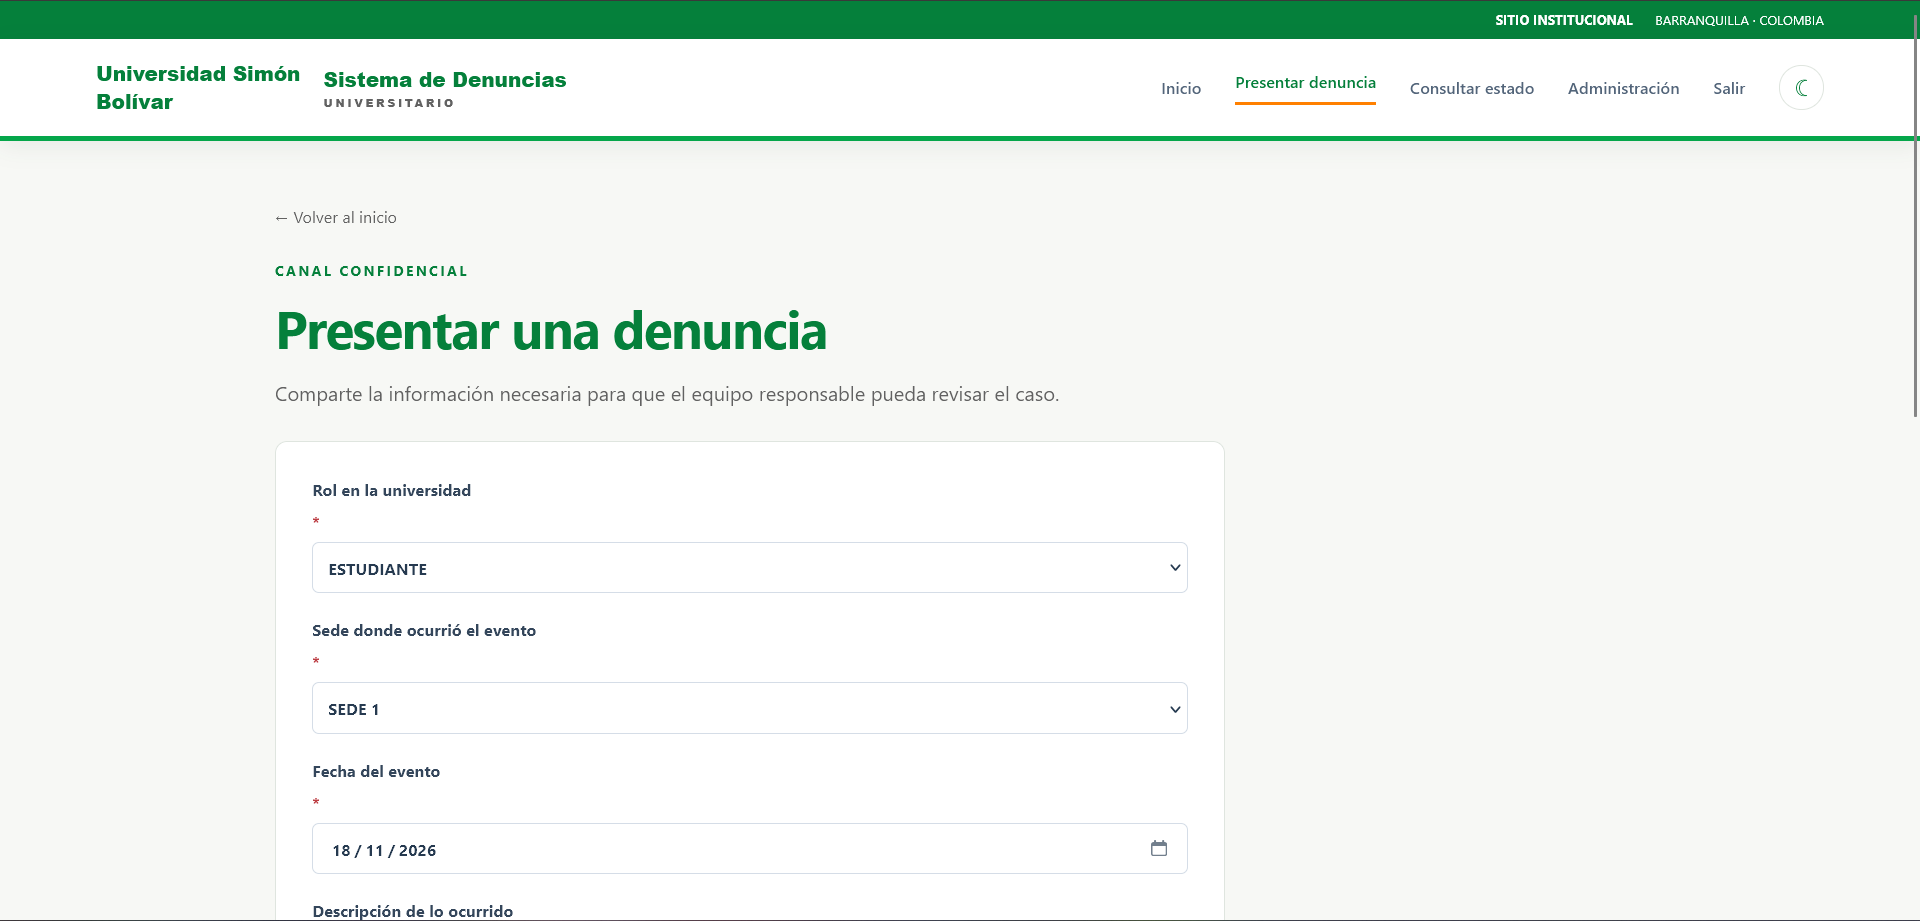 SITIO INSTITUCIONAL BARRANQUILLA · COLOMBIA
Universidad Simón
Bolívar
Sistema de Denuncias
UNIVERSITARIO
Inicio Presentar denuncia Consultar estado Administración Salir
← Volver al inicio
CANAL CONFIDENCIAL
Presentar una denuncia
Comparte la información necesaria para que el equipo responsable pueda revisar el caso.
Rol en la universidad
*
ESTUDIANTE
Sede donde ocurrió el evento
*
SEDE 1
Fecha del evento
*
18 / 11 / 2026
Descripción de lo ocurrido